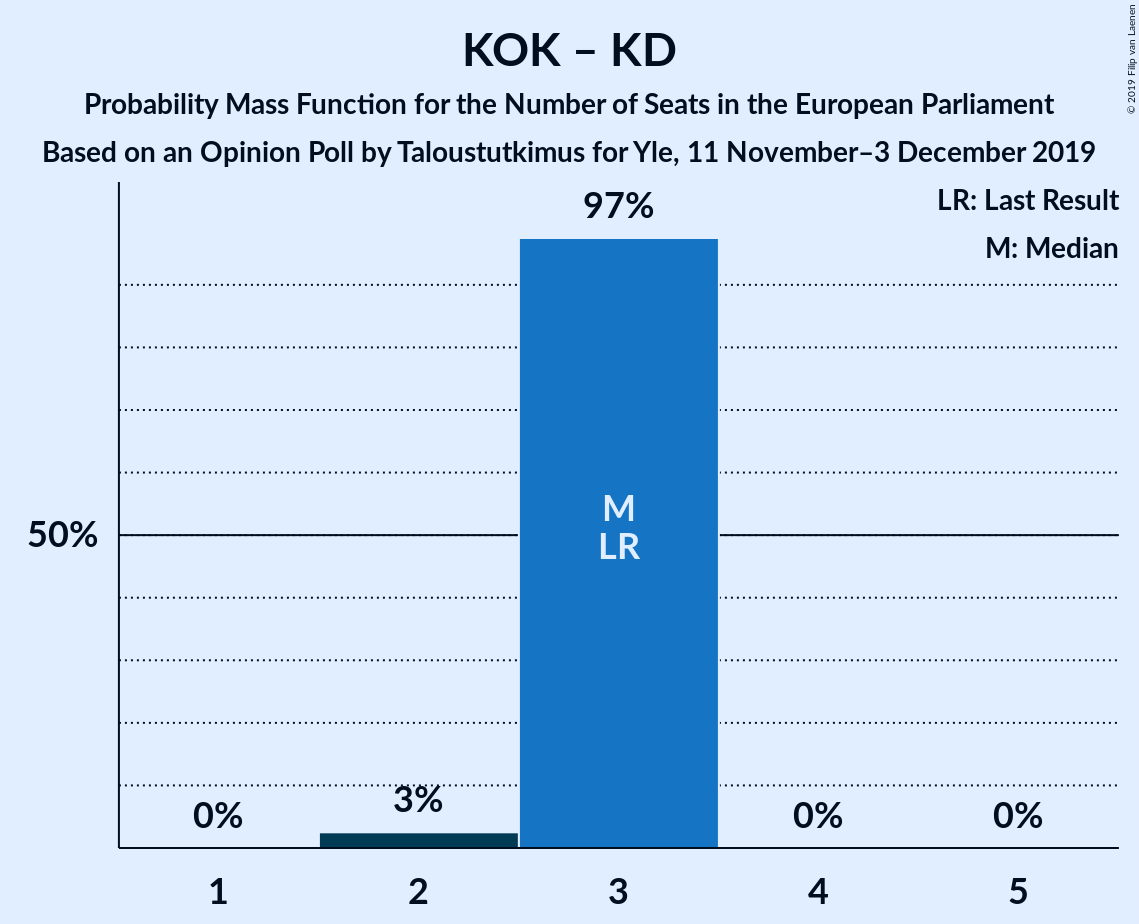 KOK – KD
Probability Mass Function for the Number of Seats in the European Parliament
Based on an Opinion Poll by Taloustutkimus for Yle, 11 November–3 December 2019
© 2019 Filip van Laenen
LR: Last Result
M: Median
97%
M
LR
50%
0%
3%
0%
0%
1
2
3
4
5